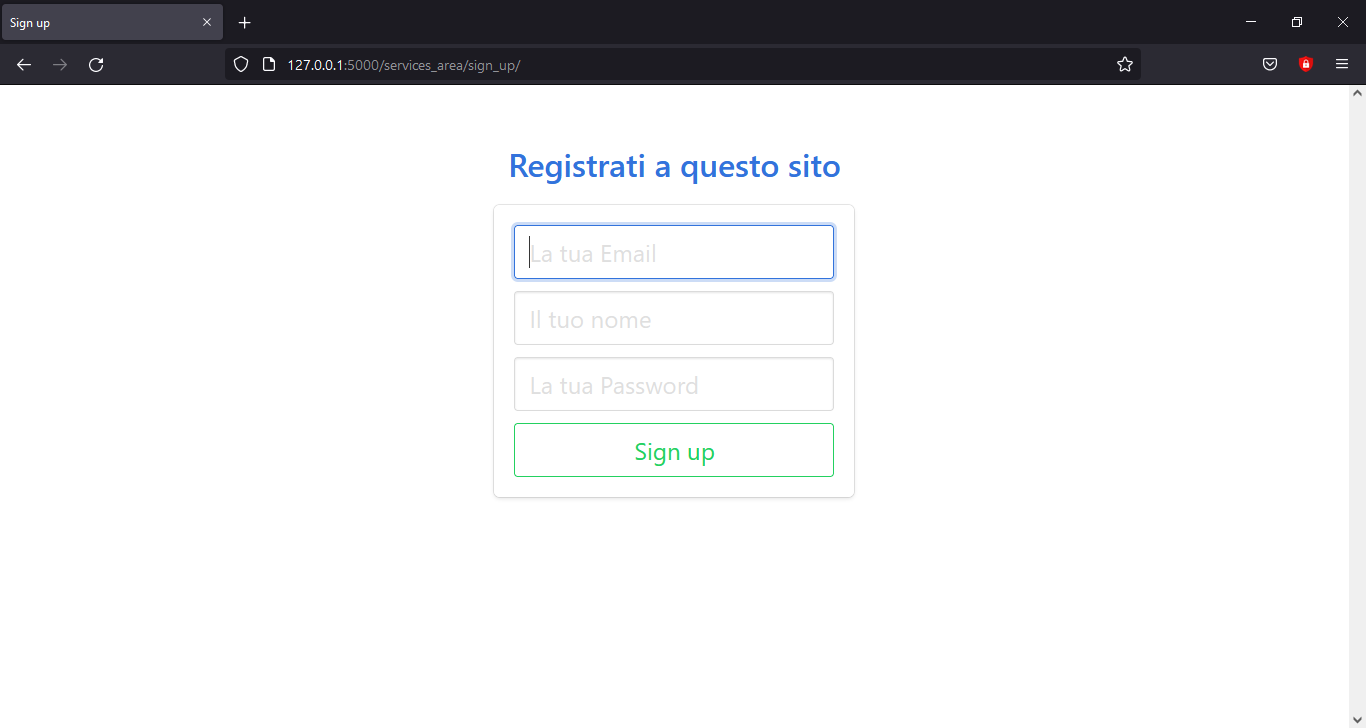 Sign up
127.0.0.1:5000/services_area/sign_up/
Registrati a questo sito
La tua Email
Il tuo nome
La tua Password
Sign up